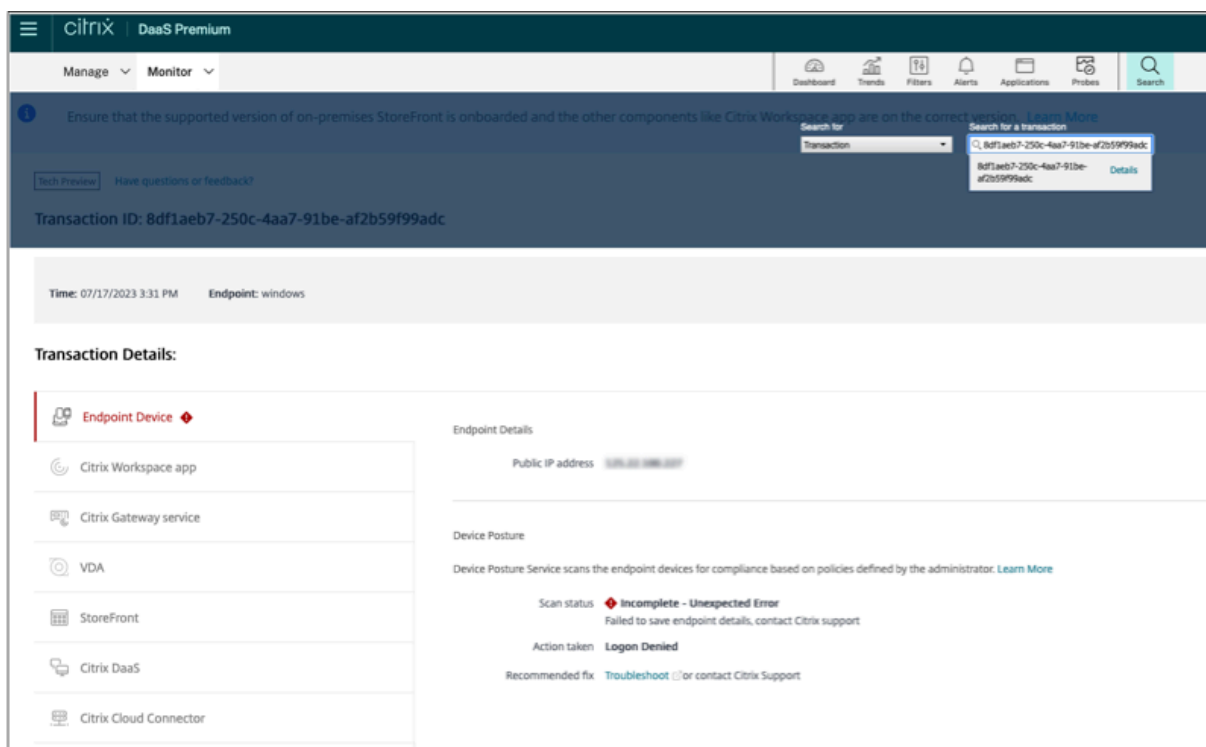 citrix | DaaS Premium
Manage Monitor
Dashboard Trends Filters Alerts Applications Probes Search
Ensure that the supported version of on-premises StoreFront is onboarded and the other components like Citrix Workspace app are on the correct version. Learn More
Search for Search for a transaction
Transaction 8df1aeb7-250c-4aa7-91be-af2b59f99adc
8df1aeb7-250c-4aa7-91be-
af2b59f99adc Details
Tech Preview Have questions or feedback?
Transaction ID: 8df1aeb7-250c-4aa7-91be-af2b59f99adc
Time: 07/17/2023 3:31 PM Endpoint: windows
Transaction Details:
Endpoint Device
Citrix Workspace app
Citrix Gateway service
VDA
StoreFront
Citrix DaaS
Citrix Cloud Connector
Endpoint Details
Public IP address
Device Posture
Device Posture Service scans the endpoint devices for compliance based on policies defined by the administrator. Learn More
Scan status Incomplete - Unexpected Error
Failed to save endpoint details, contact Citrix support
Action taken Logon Denied
Recommended fix Troubleshoot or contact Citrix Support